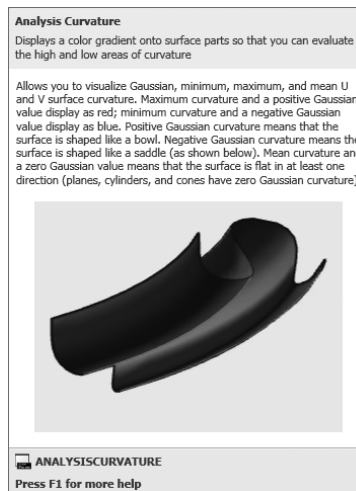 Analysis Curvature
Displays a color gradient onto surface parts so that you can evaluate
the high and low areas of curvature
Allows you to visualize Gaussian, minimum, maximum, and mean U
and V surface curvature. Maximum curvature and a positive Gaussian
value display as red; minimum curvature and a negative Gaussian
value display as blue. Positive Gaussian curvature means that the
surface is shaped like a bowl. Negative Gaussian curvature means the
surface is shaped like a saddle (as shown below). Mean curvature an
a zero Gaussian value means that the surface is flat in at least one
direction (planes, cylinders, and cones have zero Gaussian curvature)
ANALYSISCURVATURE
Press F1 for more help